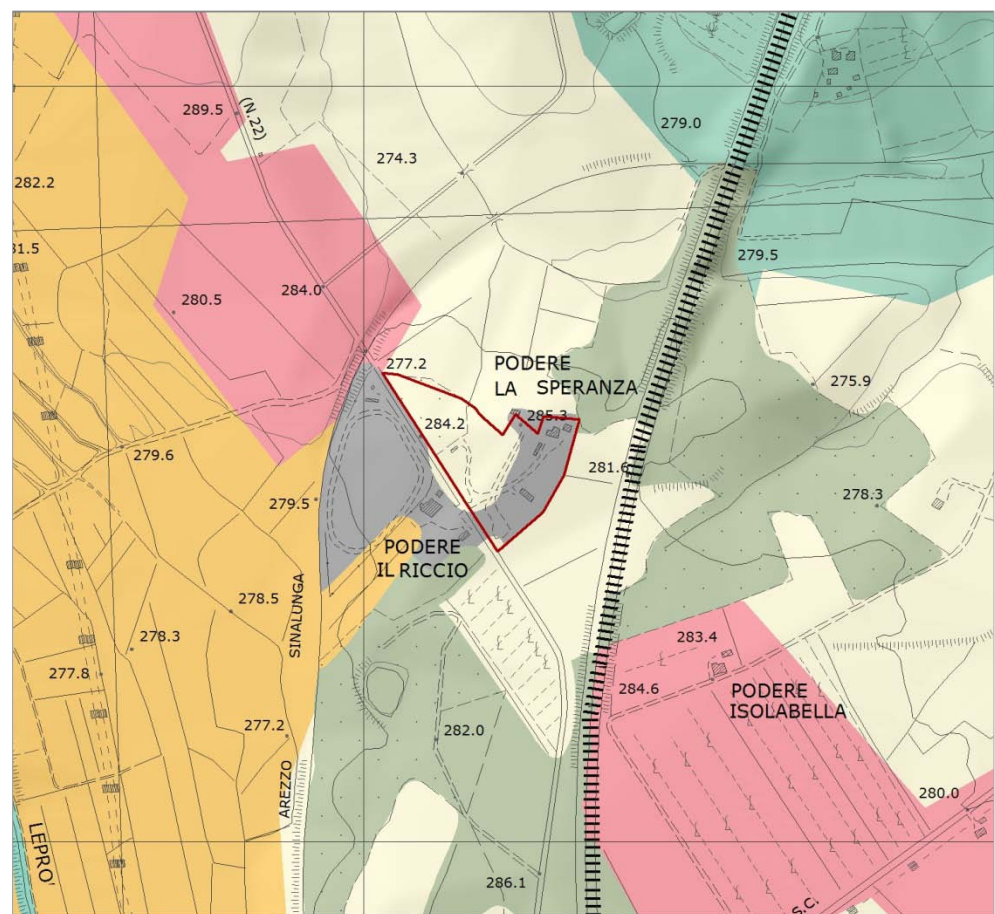 289.5
(N.22)
279.0
274.3
282.2
31.5
279.5
280.5
284.0
277.2
PODERE
LA SPERANZA
275.9
284.2
285.3
279.6
281.6
279.5
278.3
PODERE
IL RICCIO
SINALUNGA
278.5
278.3
283.4
277.8
284.6
PODERE
ISOLABELLA
277.2
282.0
AREZZO
280.0
LEPRO'
286.1
S.C.